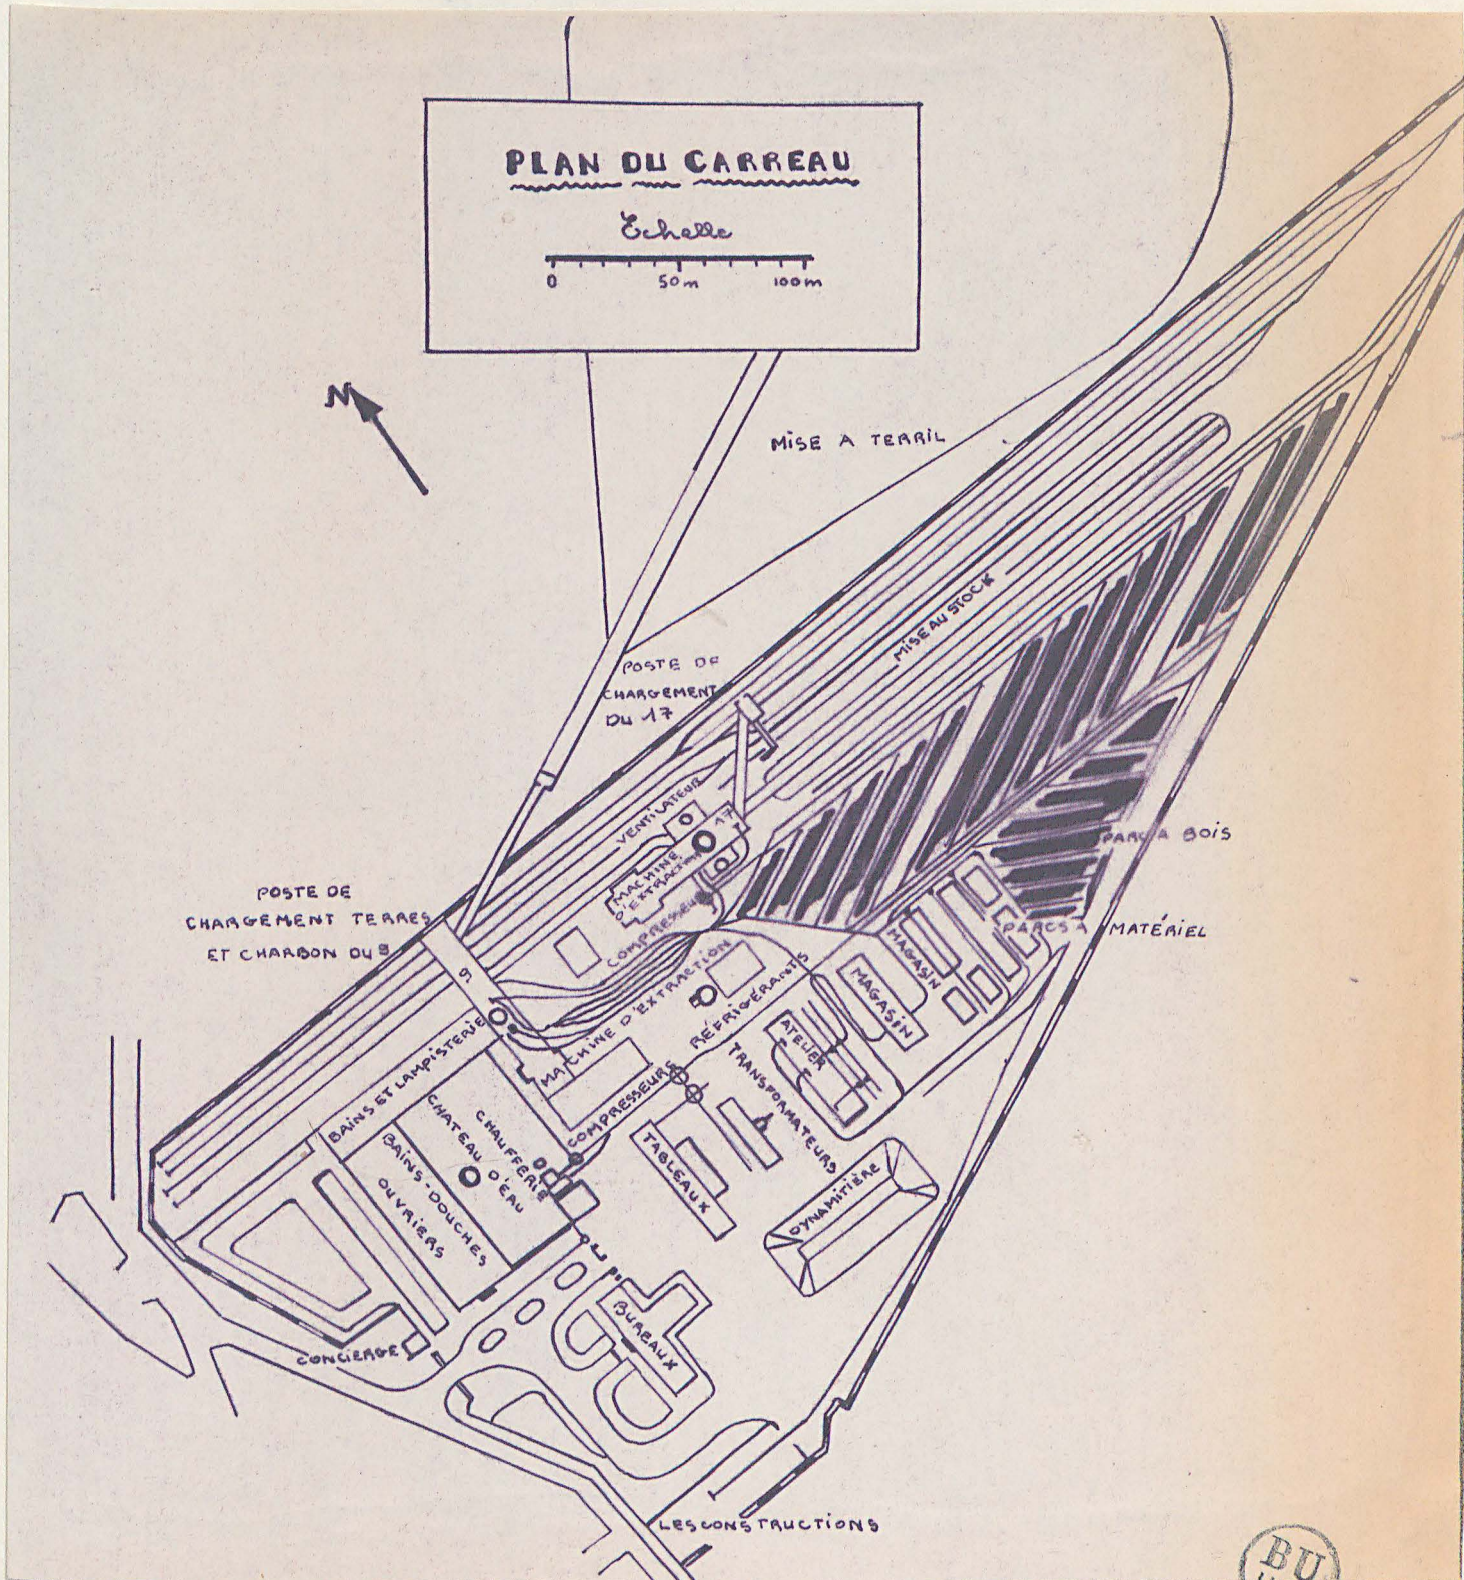 PLAN DU CARREAU
Echelle
0 50m 100m
N
MISE A TERRIL
MISE AU STOCK
POSTE DE
CHARGEMENT
DU 17
VENTILATEUR
17
MACHINE
D'EXTRACTION
COMPRESSEUR
POSTE DE
CHARGEMENT TERRES
ET CHARBON DU 9
9
PARC A BOIS
PARCS A MATÉRIEL
MAGASIN
MAGASIN
MACHINE D'EXTRACTION
RÉFRIGÉRANTS
ATELIER
TRANSFORMATEURS
COMPRESSEURS
TABLEAUX
BAINS ET LAMPISTERIE
CHATEAU D'EAU
CHAUFFERIE
BAINS-DOUCHES
OUVRIERS
DYNAMITIÈRE
BUREAUX
CONCIERGE
LES CONSTRUCTIONS
BU